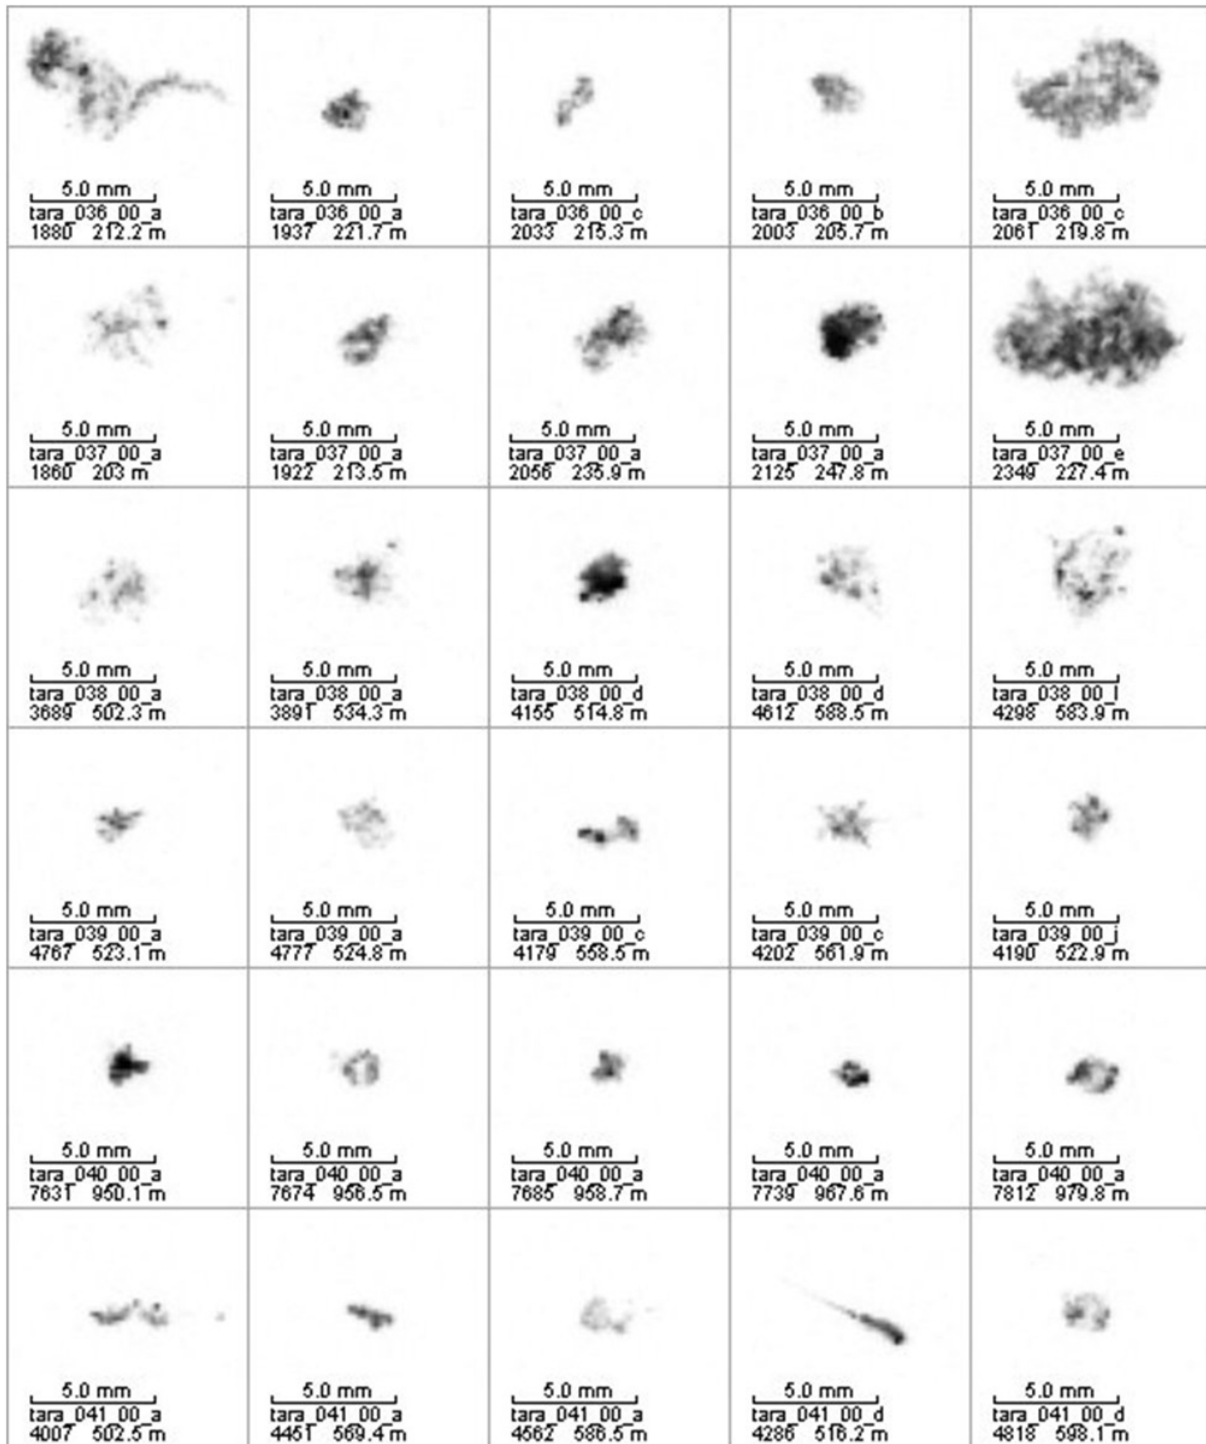 5.0 mm 5.0 mm 5.0 mm 5.0 mm 5.0 mm
tara_036_00_a tara_036_00_a tara_036_00_c tara_036_00_b tara_036_00_c
1880 212.2 m 1937 221.7 m 2033 215.3 m 2003 205.7 m 2061 219.8 m
5.0 mm 5.0 mm 5.0 mm 5.0 mm 5.0 mm
tara_037_00_a tara_037_00_a tara_037_00_a tara_037_00_a tara_037_00_e
1860 203 m 1922 213.5 m 2056 235.9 m 2125 247.8 m 2349 227.4 m
5.0 mm 5.0 mm 5.0 mm 5.0 mm 5.0 mm
tara_038_00_a tara_038_00_a tara_038_00_d tara_038_00_d tara_038_00_l
3689 502.3 m 3891 534.3 m 4155 514.8 m 4612 588.5 m 4298 583.9 m
5.0 mm 5.0 mm 5.0 mm 5.0 mm 5.0 mm
tara_039_00_a tara_039_00_a tara_039_00_c tara_039_00_c tara_039_00_j
4767 523.1 m 4777 524.8 m 4179 558.5 m 4202 561.9 m 4190 522.9 m
5.0 mm 5.0 mm 5.0 mm 5.0 mm 5.0 mm
tara_040_00_a tara_040_00_a tara_040_00_a tara_040_00_a tara_040_00_a
7631 950.1 m 7674 956.5 m 7685 958.7 m 7739 967.6 m 7812 979.8 m
5.0 mm 5.0 mm 5.0 mm 5.0 mm 5.0 mm
tara_041_00_a tara_041_00_a tara_041_00_a tara_041_00_d tara_041_00_d
4007 502.5 m 4451 569.4 m 4562 586.5 m 4286 516.2 m 4818 598.1 m